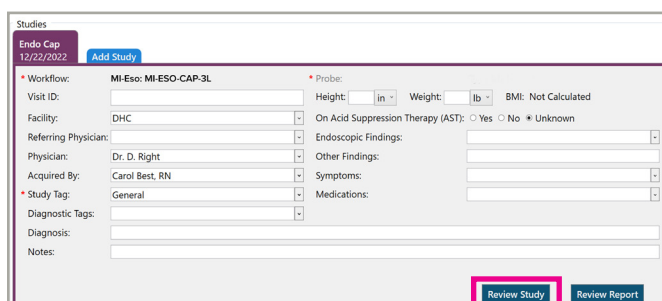 Studies
Endo Cap
12/22/2022
Add Study
* Workflow: MI-Eso: MI-ESO-CAP-3L
* Probe:
Visit ID:
Height: in Weight: lb BMI: Not Calculated
Facility: DHC
On Acid Suppression Therapy (AST): Yes No Unknown
Referring Physician:
Endoscopic Findings:
Physician: Dr. D. Right
Other Findings:
Acquired By: Carol Best, RN
Symptoms:
* Study Tag: General
Medications:
Diagnostic Tags:
Diagnosis:
Notes:
Review Study
Review Report